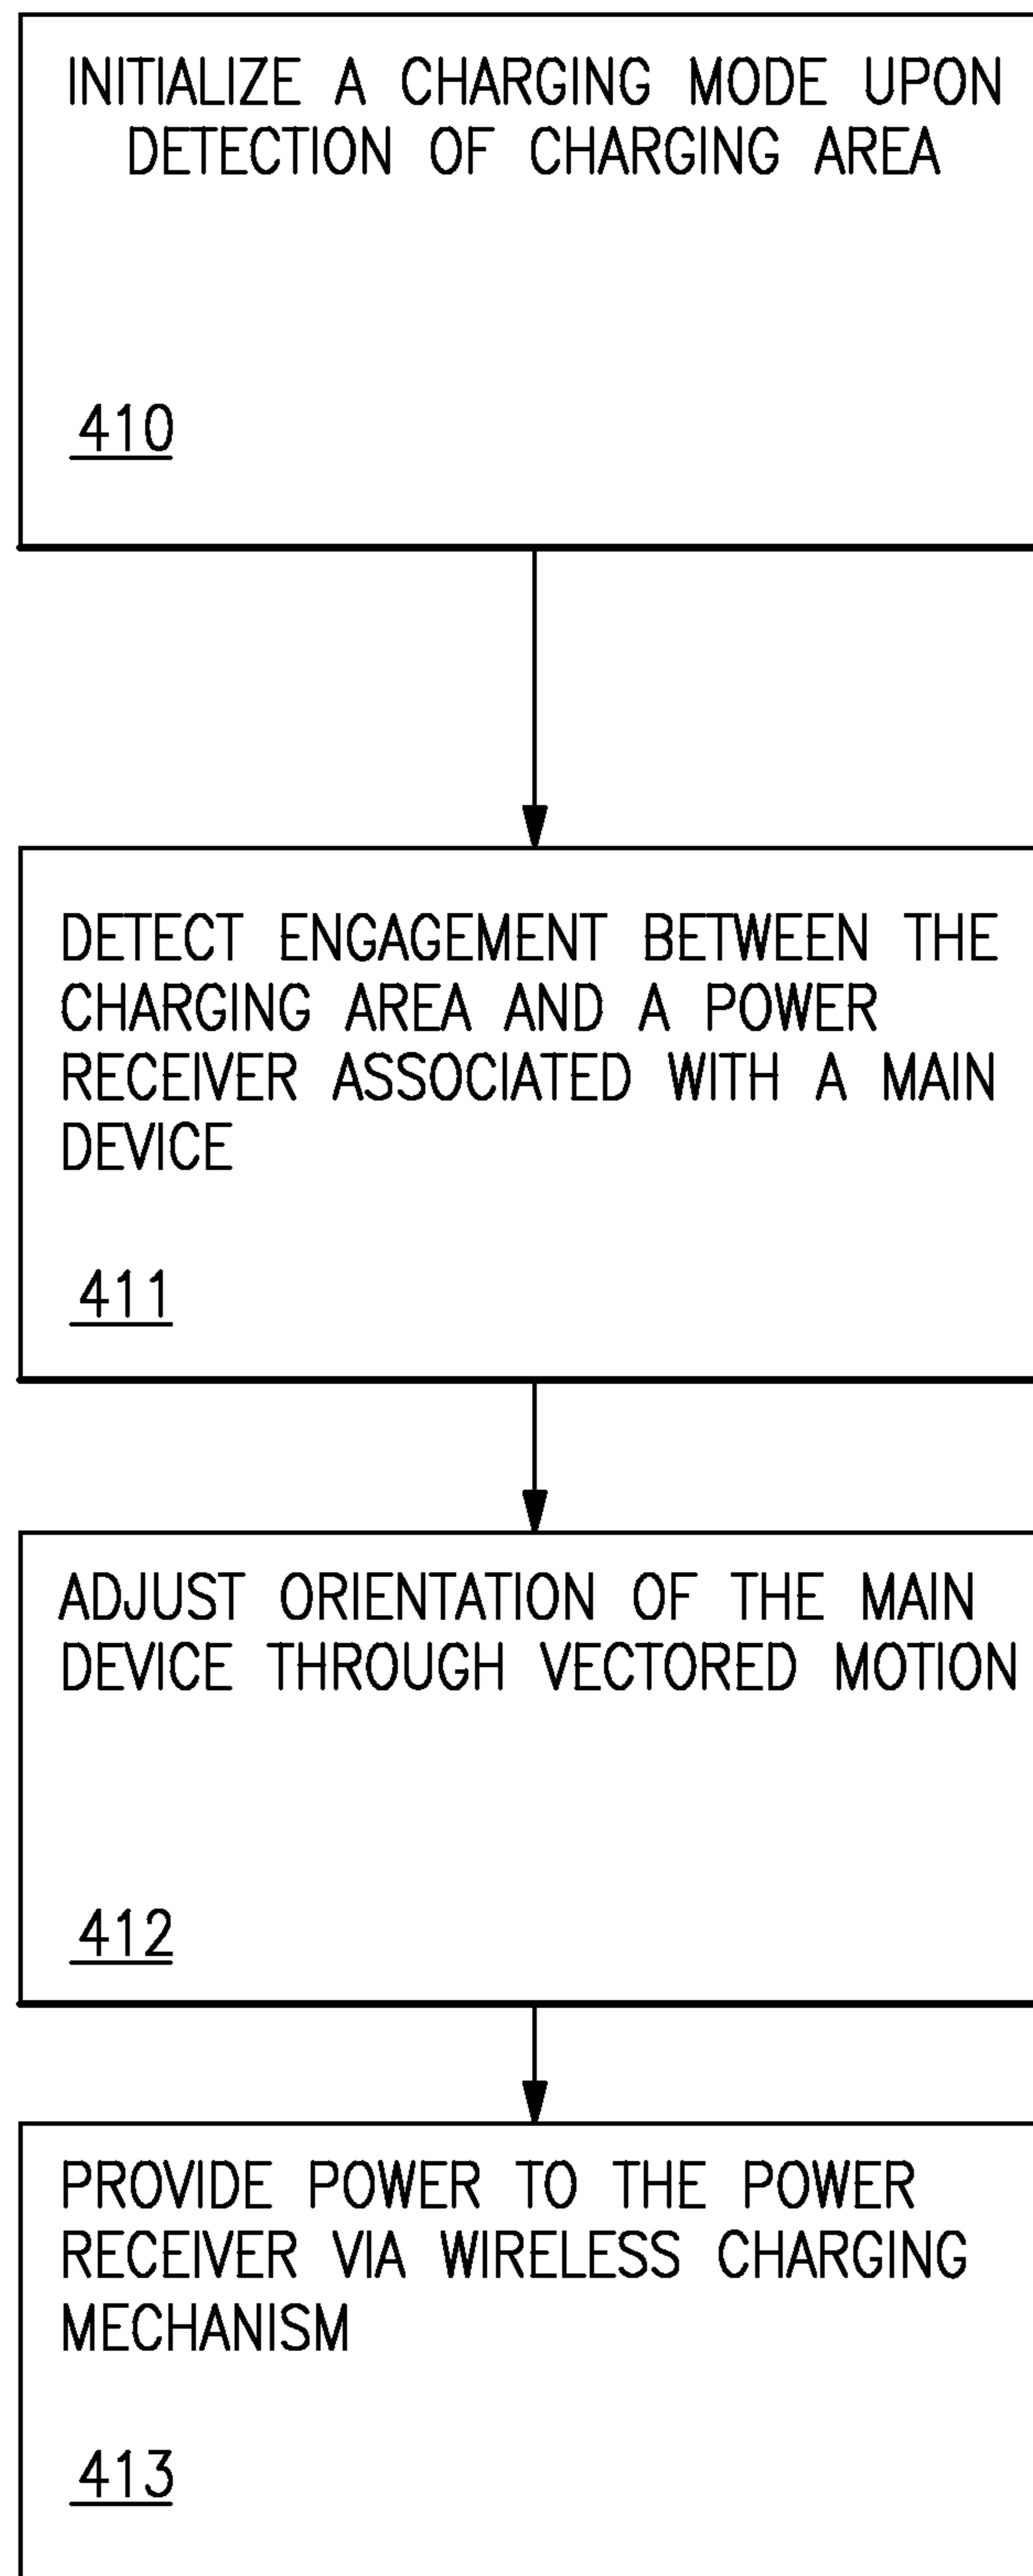 INITIALIZE A CHARGING MODE UPON
DETECTION OF CHARGING AREA
410
DETECT ENGAGEMENT BETWEEN THE
CHARGING AREA AND A POWER
RECEIVER ASSOCIATED WITH A MAIN
DEVICE
411
ADJUST ORIENTATION OF THE MAIN
DEVICE THROUGH VECTORED MOTION
412
PROVIDE POWER TO THE POWER
RECEIVER VIA WIRELESS CHARGING
MECHANISM
413